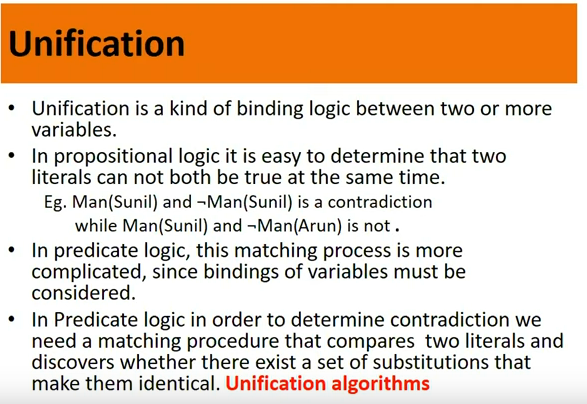 Unification
• Unification is a kind of binding logic between two or more
variables.
• In propositional logic it is easy to determine that two
literals can not both be true at the same time.
Eg. Man(Sunil) and ¬Man(Sunil) is a contradiction
while Man(Sunil) and ¬Man(Arun) is not .
• In predicate logic, this matching process is more
complicated, since bindings of variables must be
considered.
• In Predicate logic in order to determine contradiction we
need a matching procedure that compares two literals and
discovers whether there exist a set of substitutions that
make them identical. Unification algorithms